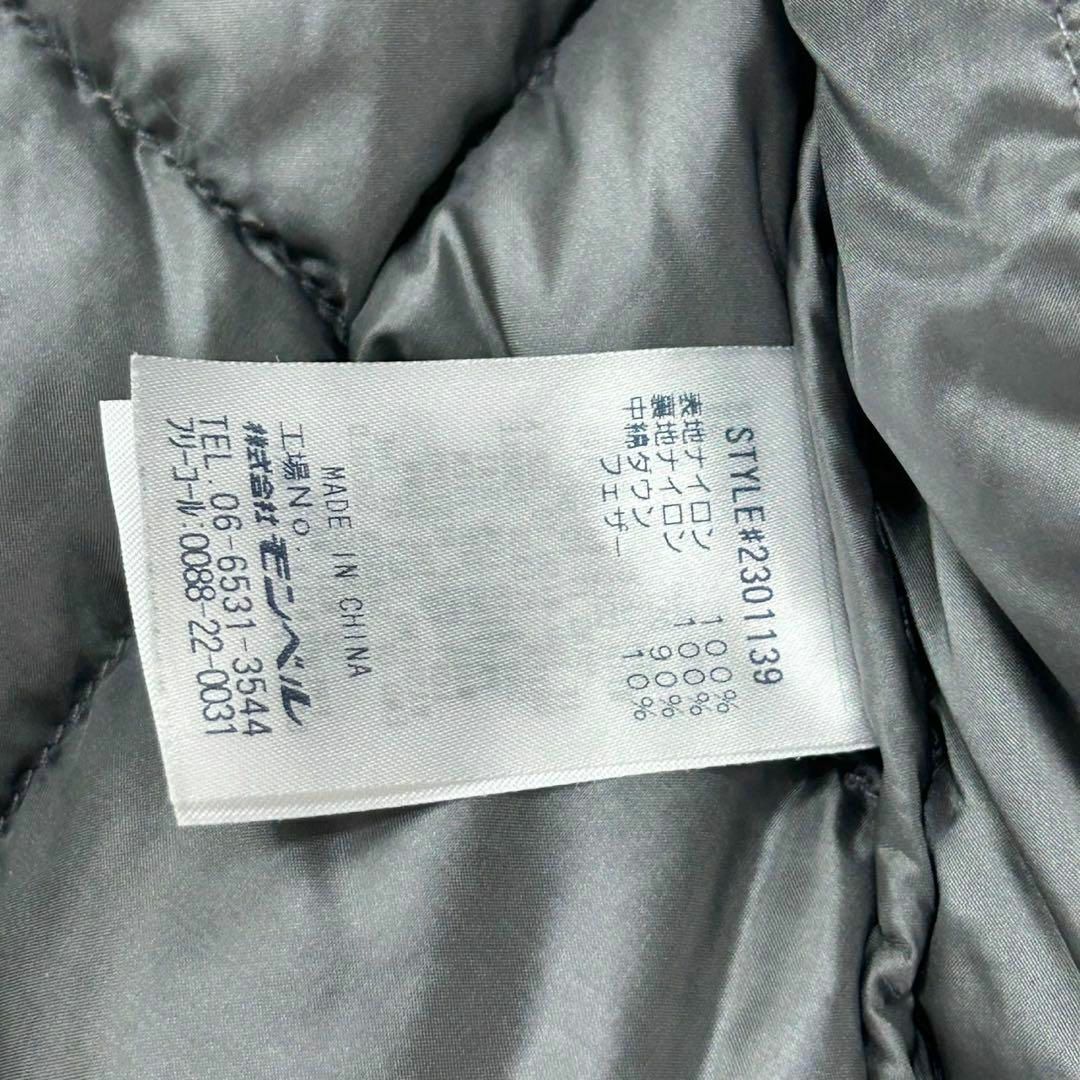 STYLE#2301139
表地ナイロン 100%
裏地ナイロン 100%
中綿ダウン 90%
フェザー 10%
MADE IN CHINA
工場No.
株式会社 モンベル
TEL. 06-6531-3544
フリーコール:0088-22-0031